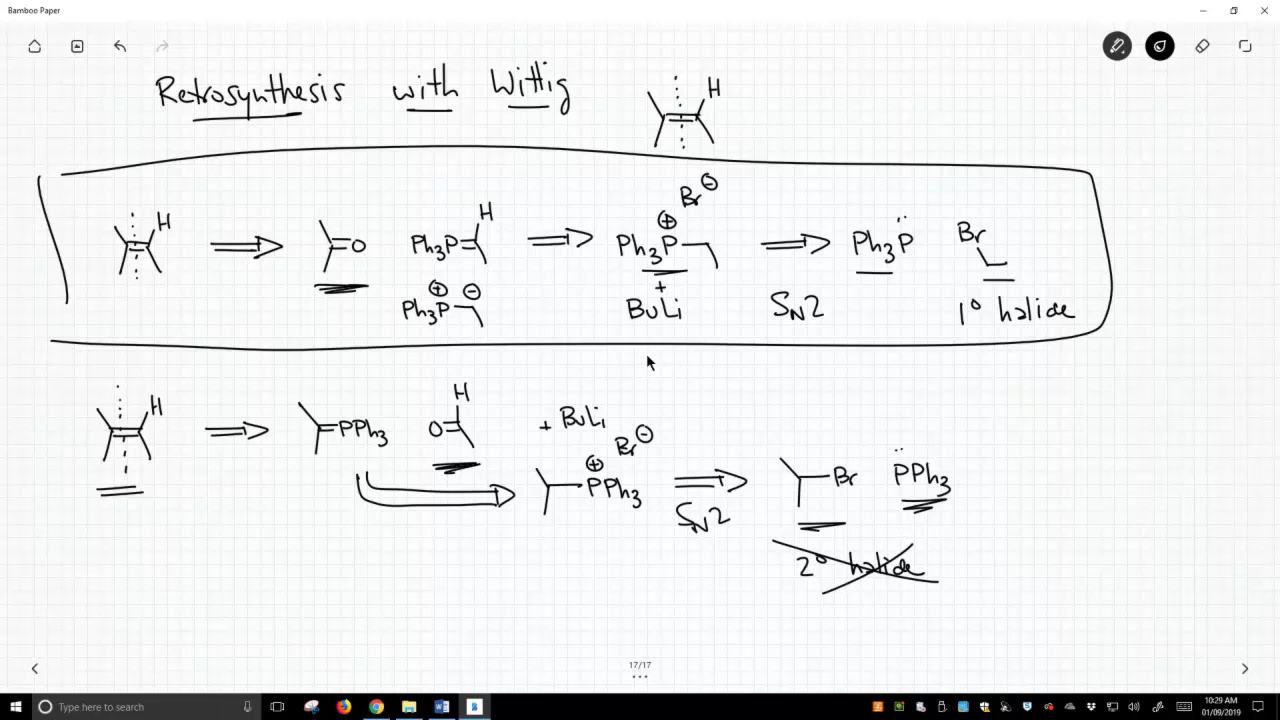 Bamboo Paper
Retrosynthesis with Wittig
H
H
O
Ph3P
H
Ph3P ⊕ ⊖
Ph3P ⊕ Br ⊖
+
BuLi
Ph3P ..
Br
SN2
1° halide
H
PPh3
O
H
+ BuLi
Br ⊖
⊕ PPh3
SN2
Br
.. PPh3
2° halide
17/17
Type here to search
10:29 AM
01/09/2019